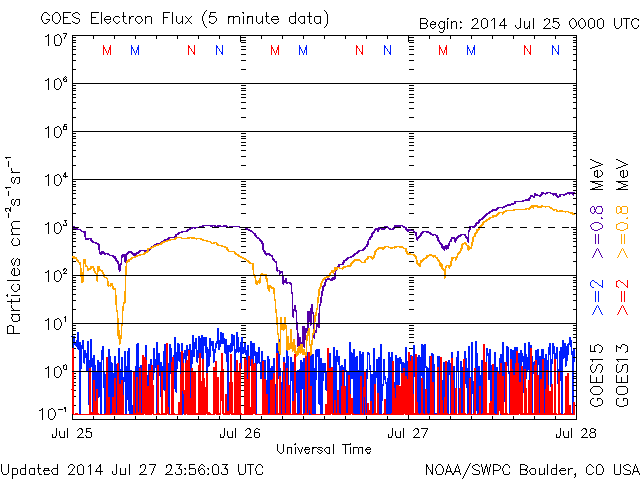 GOES Electron Flux (5 minute data)
Begin: 2014 Jul 25 0000 UTC
M M N N M M N N M M N N
10⁷
10⁶
10⁵
10⁴
10³
10²
10¹
10⁰
10⁻¹
Particles cm⁻²s⁻¹sr⁻¹
Jul 25 Jul 26 Jul 27 Jul 28
Universal Time
GOES15 >=2 >=0.8 MeV
GOES13 >=2 >=0.8 MeV
Updated 2014 Jul 27 23:56:03 UTC
NOAA/SWPC Boulder, CO USA